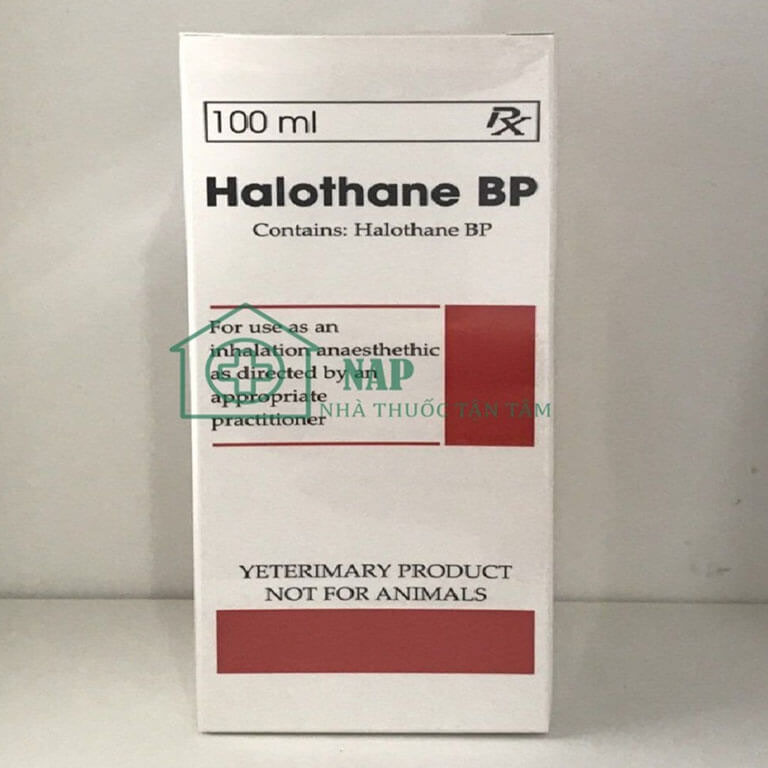 100 ml Rx
Halothane BP
Contains: Halothane BP
For use as an
inhalation anaesthethic
as directed by an
appropriate
practitioner
NAP
NHÀ THUỐC TẬN TÂM
YETERIMARY PRODUCT
NOT FOR ANIMALS